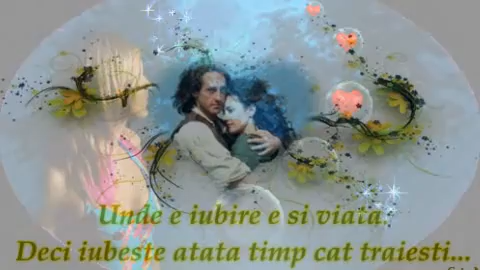 Unde e iubire e si viata,
Deci iubeste atata timp cat traiesti...